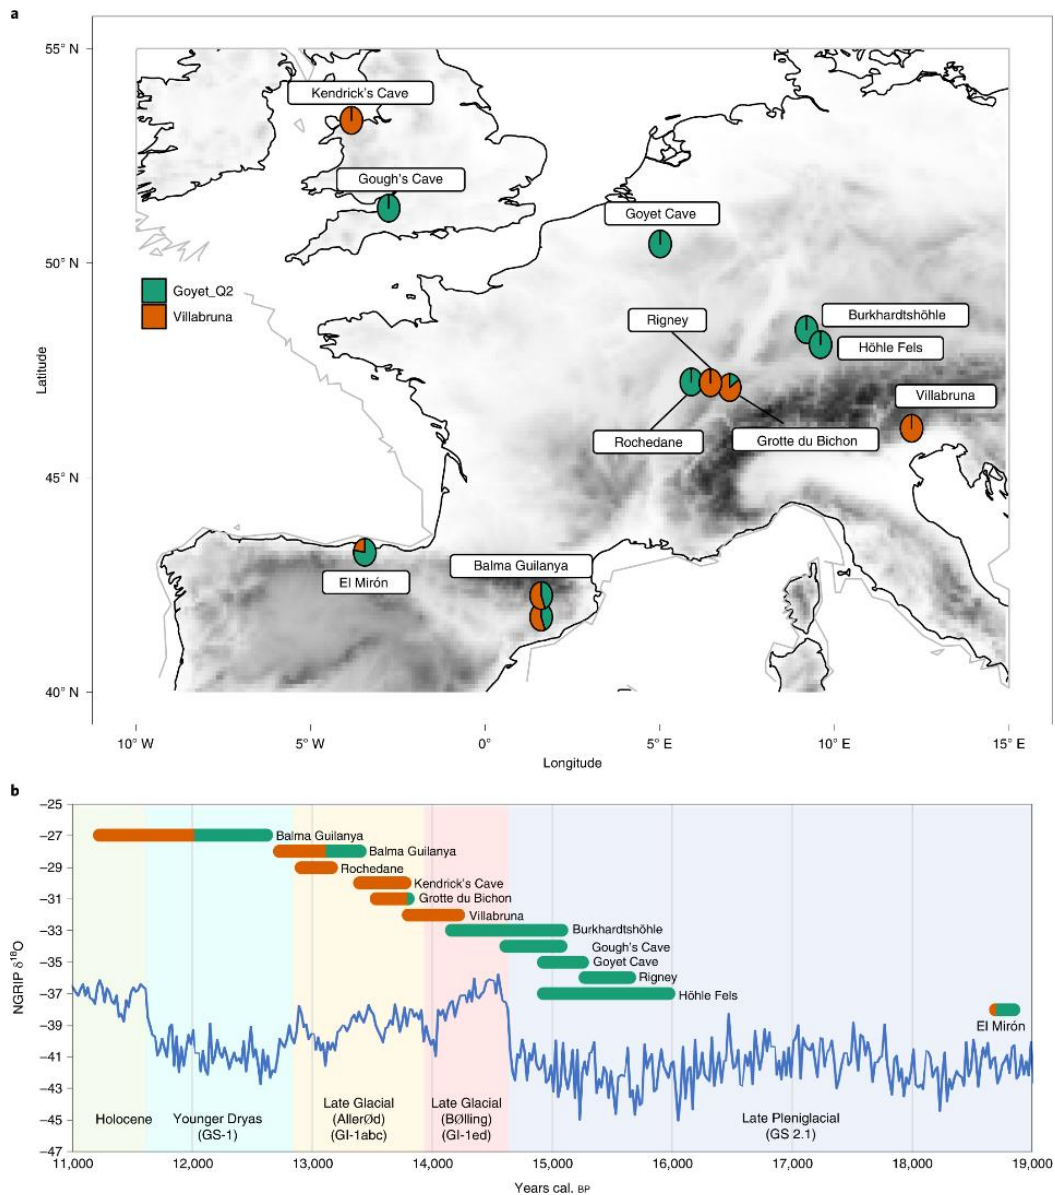 a
55° N
50° N
45° N
40° N
Latitude
Kendrick's Cave
Gough's Cave
Goyet Cave
Goyet_Q2
Villabruna
Rigney
Burkhardtshöhle
Höhle Fels
Villabruna
Rochedane
Grotte du Bichon
El Mirón
Balma Guilanya
10° W
5° W
0°
5° E
10° E
15° E
Longitude
b
–25
–27
–29
–31
–33
–35
–37
–39
–41
–43
–45
–47
NGRIP δ18O
Balma Guilanya
Balma Guilanya
Rochedane
Kendrick's Cave
Grotte du Bichon
Villabruna
Burkhardtshöhle
Gough's Cave
Goyet Cave
Rigney
Höhle Fels
El Mirón
Holocene
Younger Dryas
(GS-1)
Late Glacial
(AllerØd)
(GI-1abc)
Late Glacial
(BØlling)
(GI-1ed)
Late Pleniglacial
(GS 2.1)
11,000
12,000
13,000
14,000
15,000
16,000
17,000
18,000
19,000
Years cal. BP